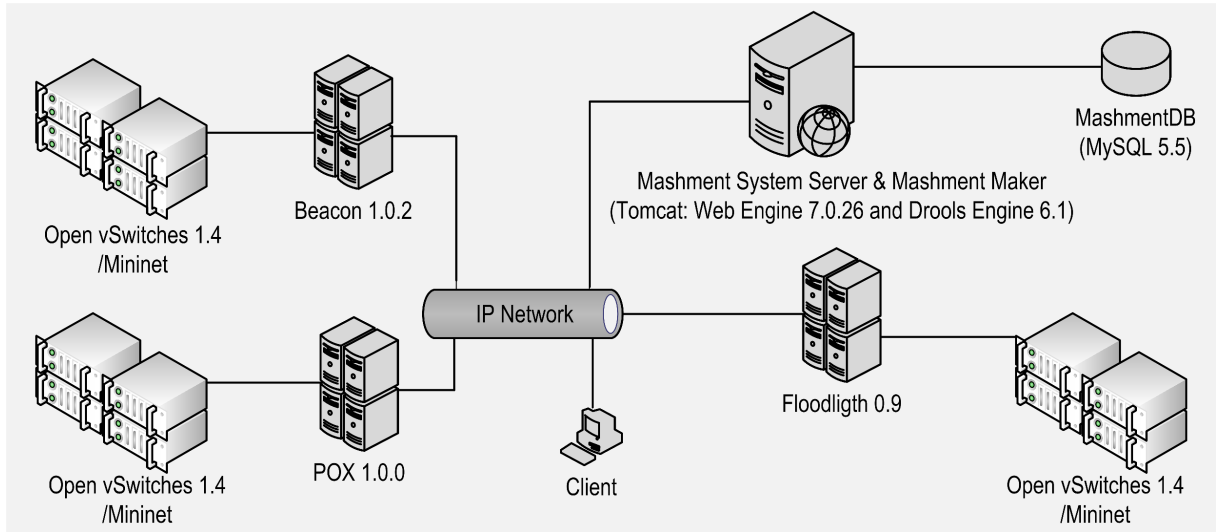 MashmentDB
(MySQL 5.5)
Mashment System Server & Mashment Maker
(Tomcat: Web Engine 7.0.26 and Drools Engine 6.1)
Beacon 1.0.2
Open vSwitches 1.4
/Mininet
IP Network
Floodligth 0.9
POX 1.0.0
Client
Open vSwitches 1.4
/Mininet
Open vSwitches 1.4
/Mininet